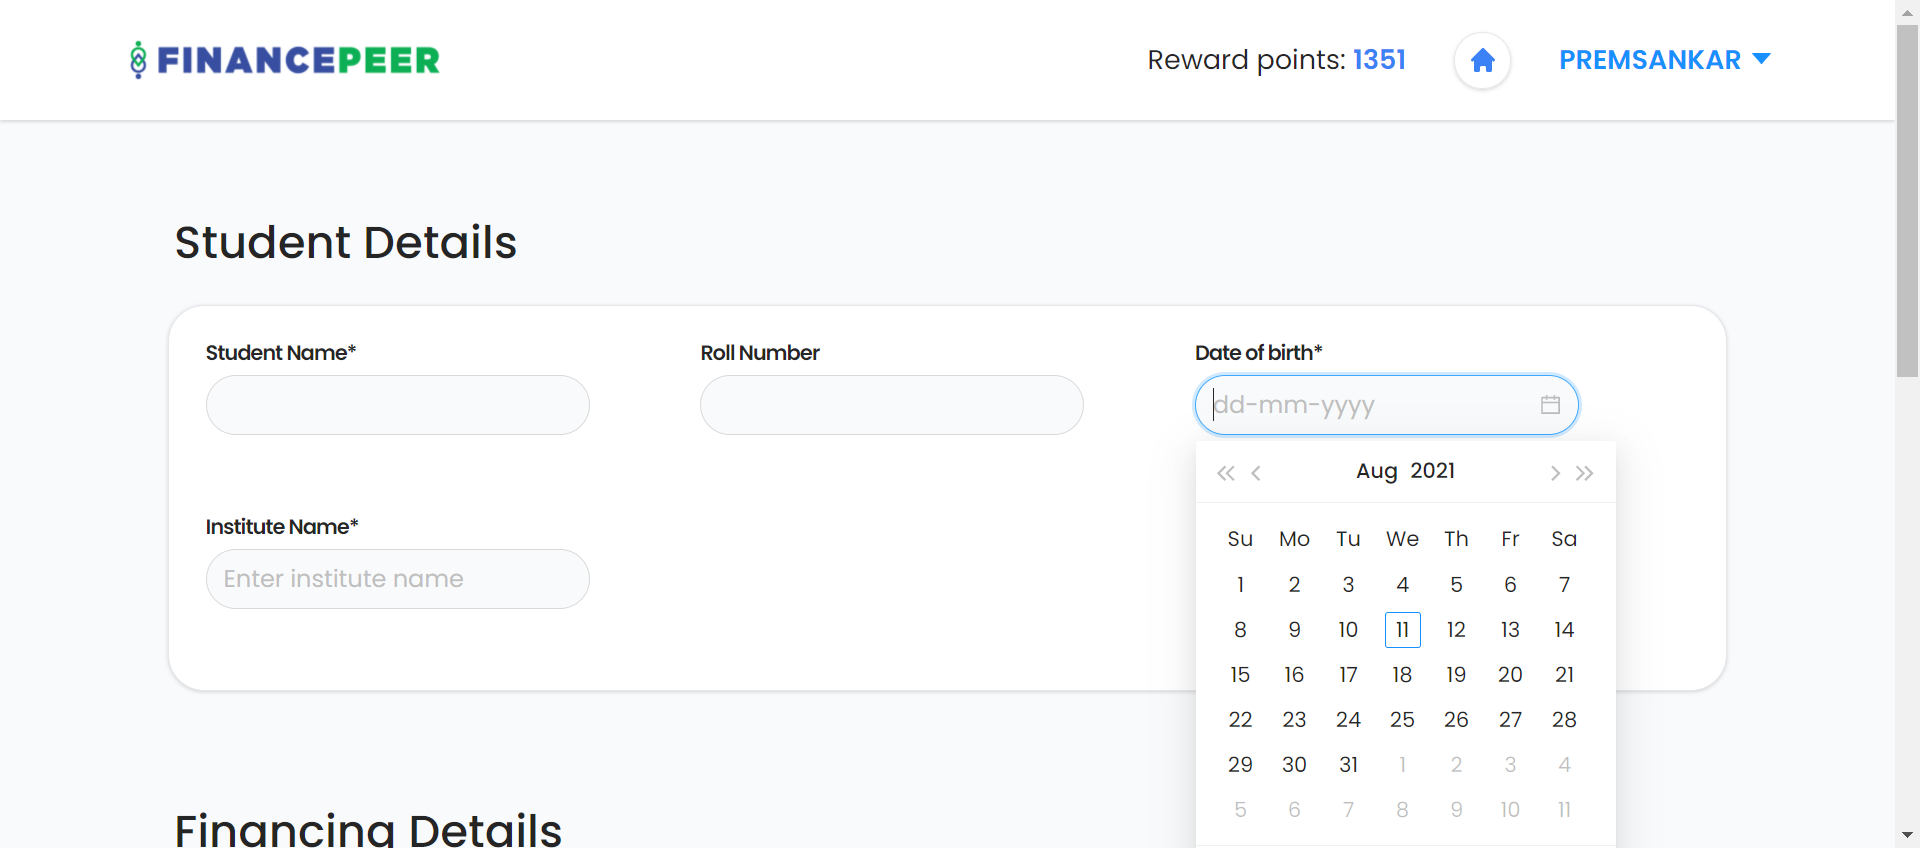 FINANCEPEER
Reward points: 1351
PREMSANKAR
Student Details
Student Name*
Roll Number
Date of birth*
dd-mm-yyyy
Institute Name*
Enter institute name
Aug 2021
Su Mo Tu We Th Fr Sa
1 2 3 4 5 6 7
8 9 10 11 12 13 14
15 16 17 18 19 20 21
22 23 24 25 26 27 28
29 30 31 1 2 3 4
5 6 7 8 9 10 11
Financing Details